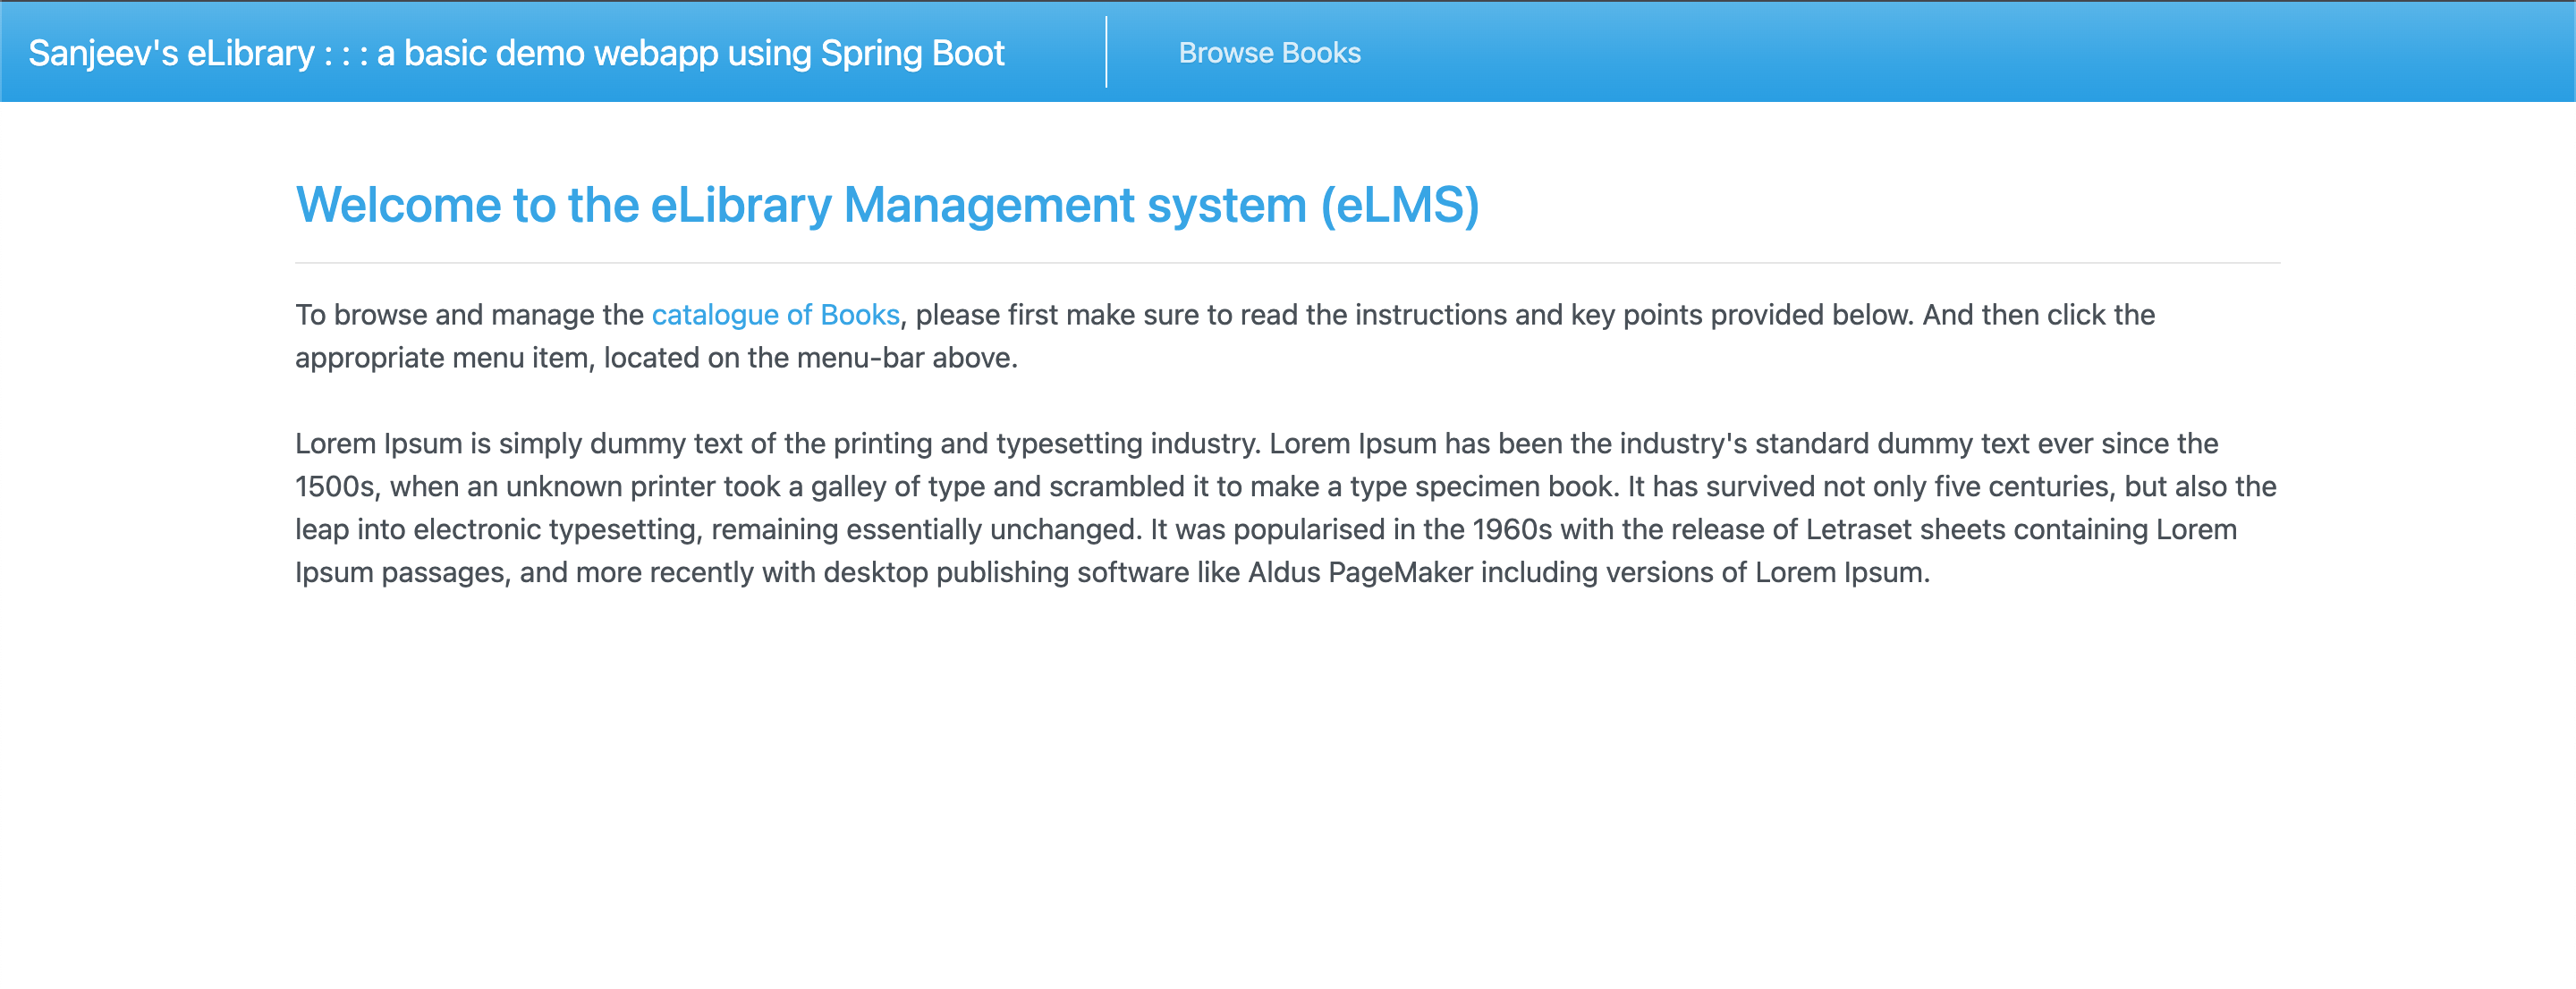 Sanjeev's eLibrary : : : a basic demo webapp using Spring Boot
Browse Books
Welcome to the eLibrary Management system (eLMS)
To browse and manage the catalogue of Books, please first make sure to read the instructions and key points provided below. And then click the
appropriate menu item, located on the menu-bar above.
Lorem Ipsum is simply dummy text of the printing and typesetting industry. Lorem Ipsum has been the industry's standard dummy text ever since the
1500s, when an unknown printer took a galley of type and scrambled it to make a type specimen book. It has survived not only five centuries, but also the
leap into electronic typesetting, remaining essentially unchanged. It was popularised in the 1960s with the release of Letraset sheets containing Lorem
Ipsum passages, and more recently with desktop publishing software like Aldus PageMaker including versions of Lorem Ipsum.